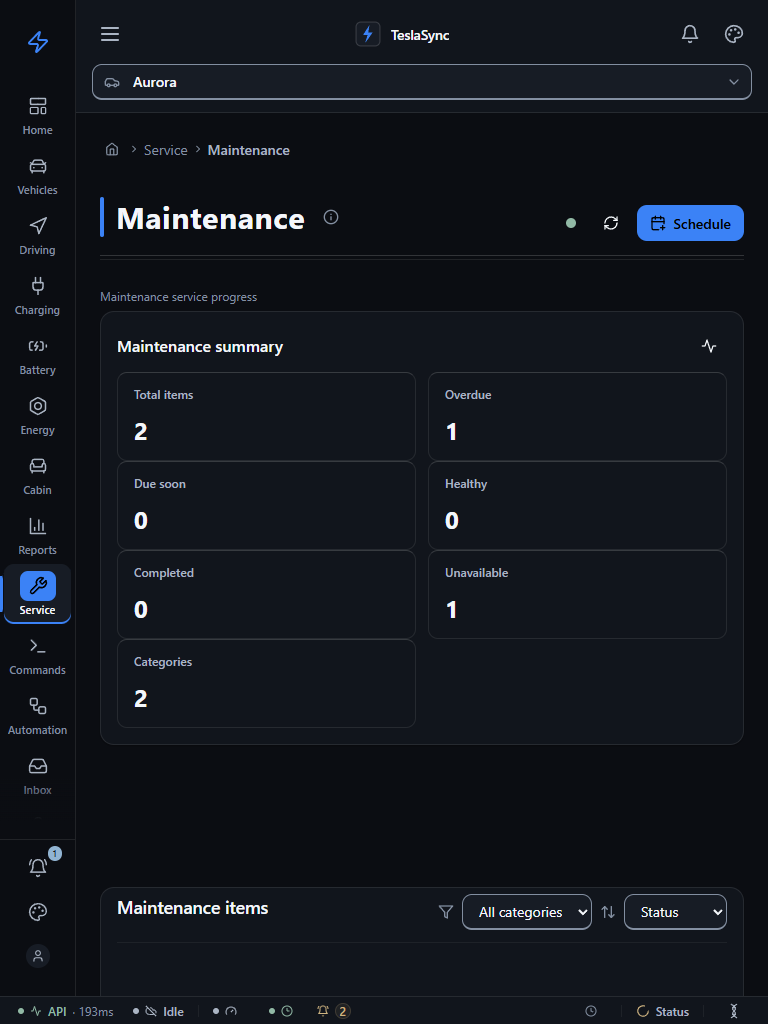 TeslaSync
Aurora
Home
Vehicles
Driving
Charging
Battery
Energy
Cabin
Reports
Service
Commands
Automation
Inbox
1
Service
Maintenance
Maintenance
Schedule
Maintenance service progress
Maintenance summary
Total items
2
Overdue
1
Due soon
0
Healthy
0
Completed
0
Unavailable
1
Categories
2
Maintenance items
All categories
Status
API · 193ms
Idle
2
Status